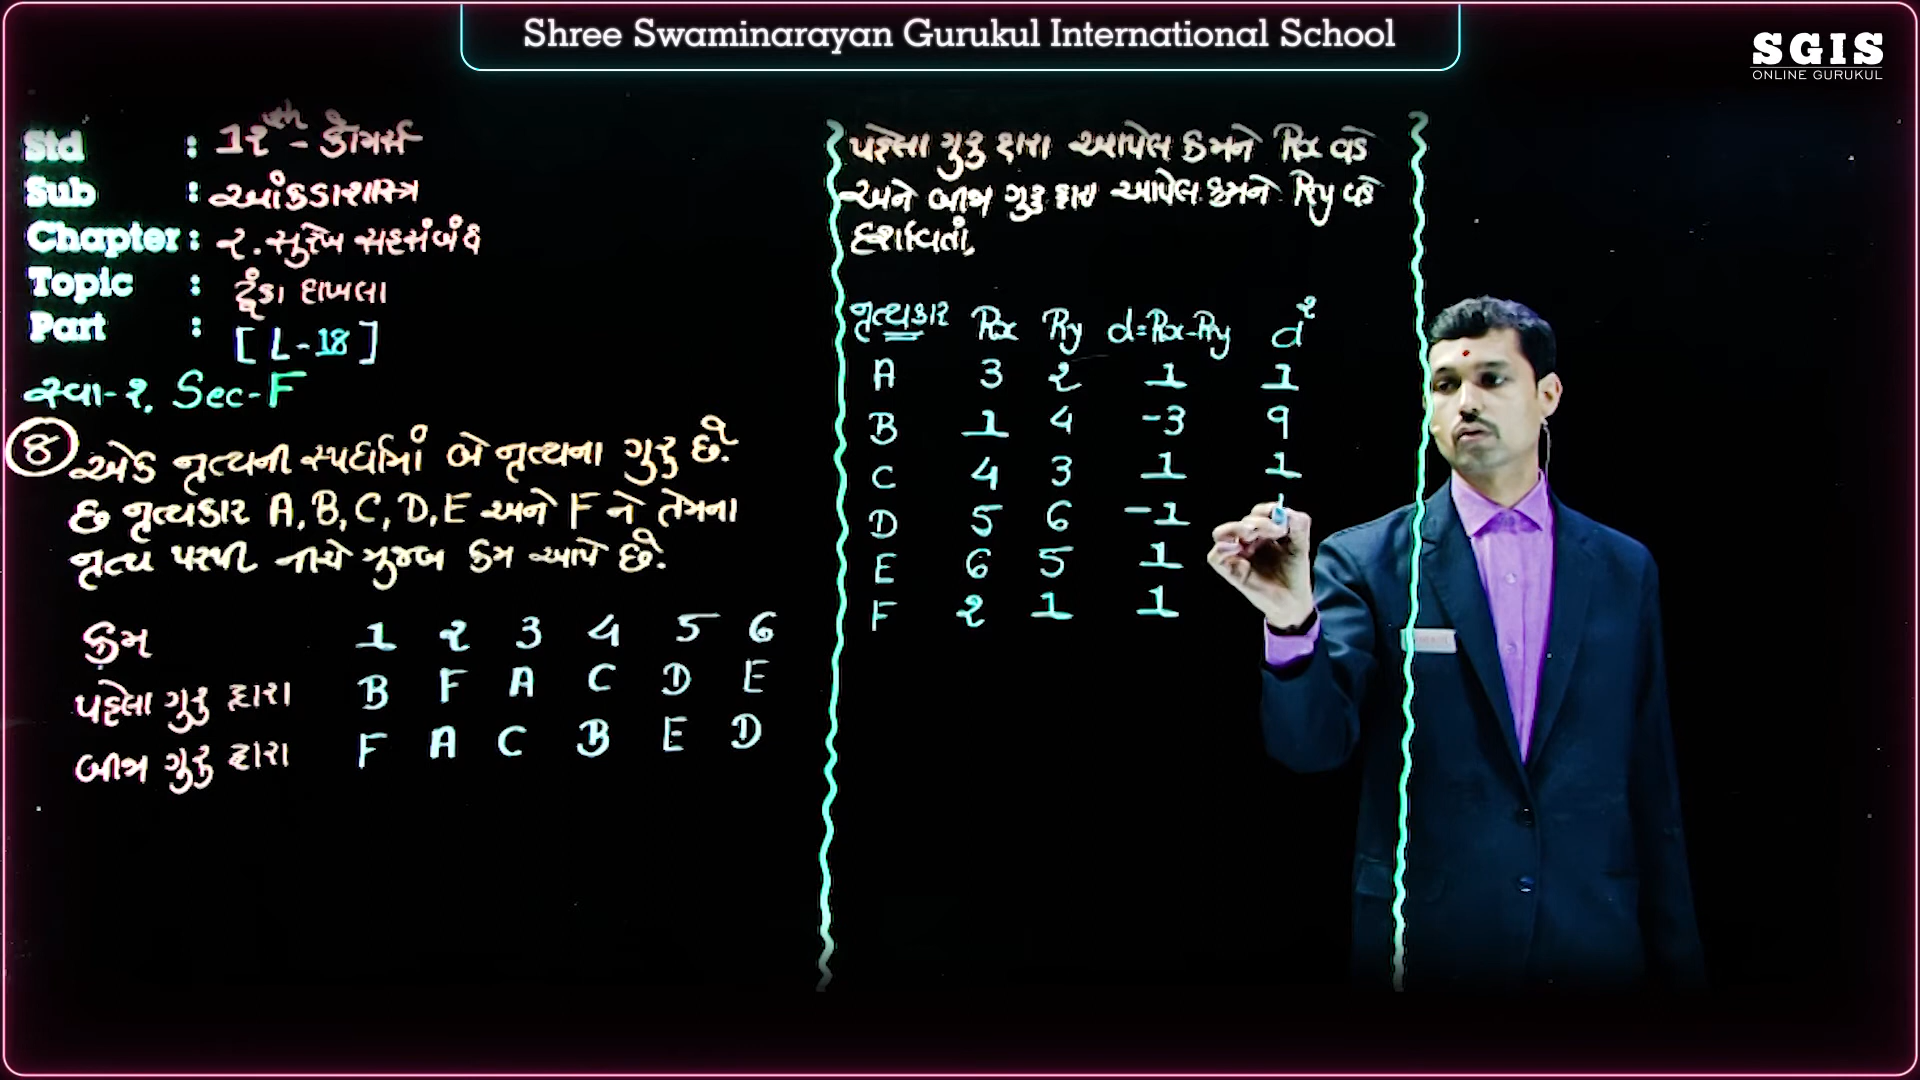 Shree Swaminarayan Gurukul International School
SGIS
ONLINE GURUKUL
Std : 12th - કોમર્સ
Sub : આંકડાશાસ્ત્ર
Chapter : ૨. સુરેખ સહસંબંધ
Topic : ટૂંકા દાખલા
Part : [L-18]
સ્વા-૨, Sec-F
૪ એક નૃત્યની સ્પર્ધામાં બે નૃત્યના ગુરુ છે.
છ નૃત્યકાર A, B, C, D, E અને F ને તેમના
નૃત્ય પરથી નીચે મુજબ ક્રમ આપે છે.
ક્રમ 1 2 3 4 5 6
પહેલા ગુરુ દ્વારા B F A C D E
બીજા ગુરુ દ્વારા F A C B E D
પહેલા ગુરુ દ્વારા આપેલ ક્રમને Rx વડે
અને બીજા ગુરુ દ્વારા આપેલ ક્રમને Ry વડે
દર્શાવતાં,
નૃત્યકાર Rx Ry d=Rx-Ry d²
A 3 2 1 1
B 1 4 -3 9
C 4 3 1 1
D 5 6 -1
E 6 5 1
F 2 1 1